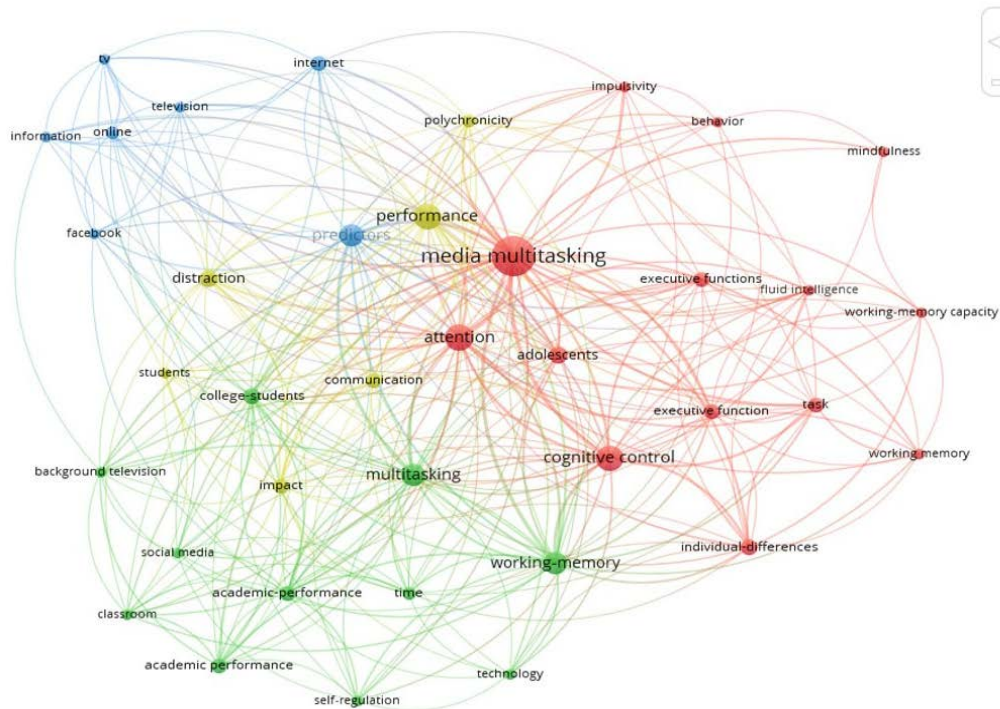 tv
internet
impulsivity
television
polychronicity
behavior
information
online
mindfulness
performance
facebook
predictors
media multitasking
distraction
executive functions
fluid intelligence
working-memory capacity
attention
adolescents
students
communication
college-students
executive function
task
background television
multitasking
cognitive control
working memory
impact
social media
individual-differences
working-memory
academic-performance
time
classroom
academic performance
technology
self-regulation